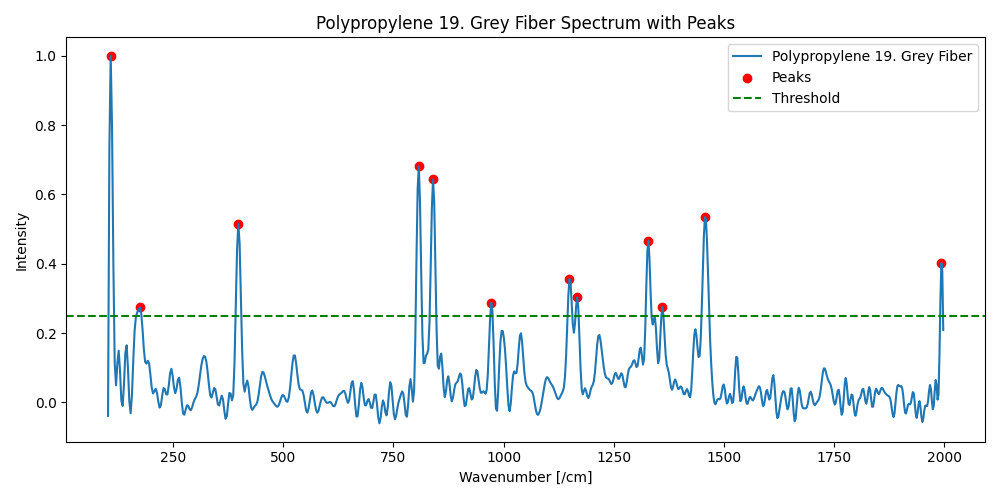 Polypropylene 19. Grey Fiber Spectrum with Peaks
Polypropylene 19. Grey Fiber
Peaks
Threshold
Intensity
1.0
0.8
0.6
0.4
0.2
0.0
250 500 750 1000 1250 1500 1750 2000
Wavenumber [/cm]